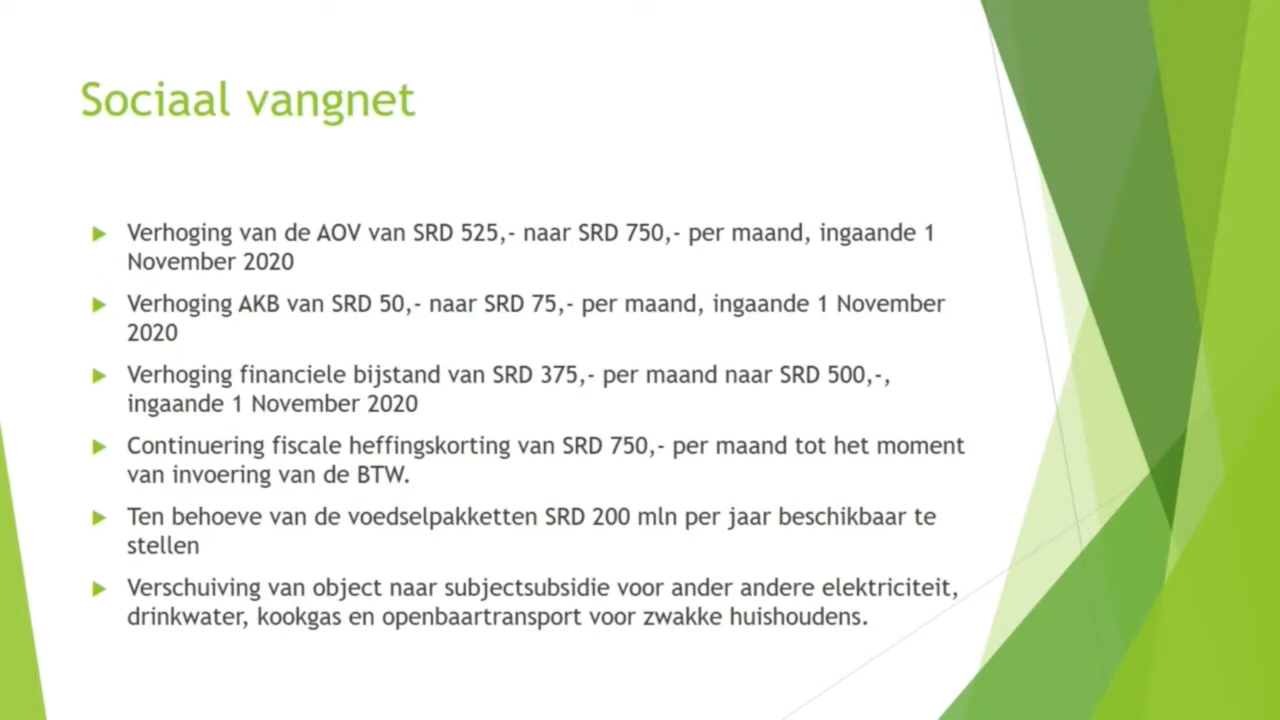 Sociaal vangnet
Verhoging van de AOV van SRD 525,- naar SRD 750,- per maand, ingaande 1
November 2020
Verhoging AKB van SRD 50,- naar SRD 75,- per maand, ingaande 1 November
2020
Verhoging financiele bijstand van SRD 375,- per maand naar SRD 500,-,
ingaande 1 November 2020
Continuering fiscale heffingskorting van SRD 750,- per maand tot het moment
van invoering van de BTW.
Ten behoeve van de voedselpakketten SRD 200 mln per jaar beschikbaar te
stellen
Verschuiving van object naar subjectsubsidie voor ander andere elektriciteit,
drinkwater, kookgas en openbaartransport voor zwakke huishoudens.